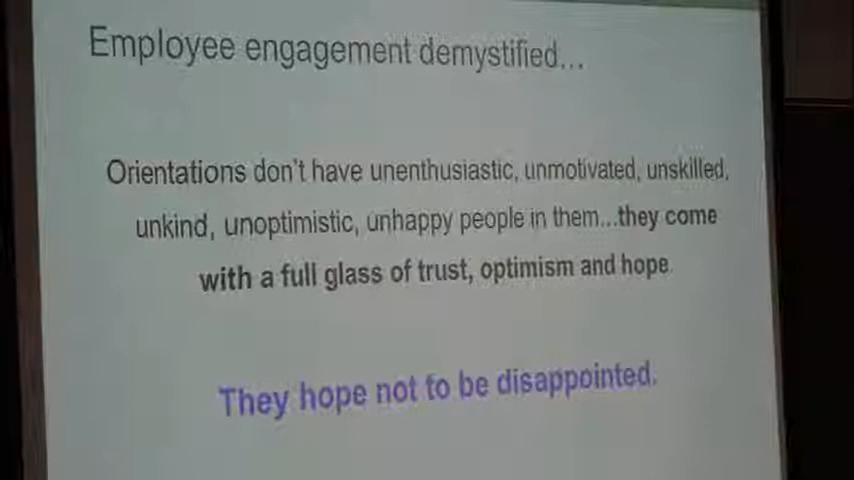 Employee engagement demystified...
Orientations don't have unenthusiastic, unmotivated, unskilled,
unkind, unoptimistic, unhappy people in them...they come
with a full glass of trust, optimism and hope.
They hope not to be disappointed.